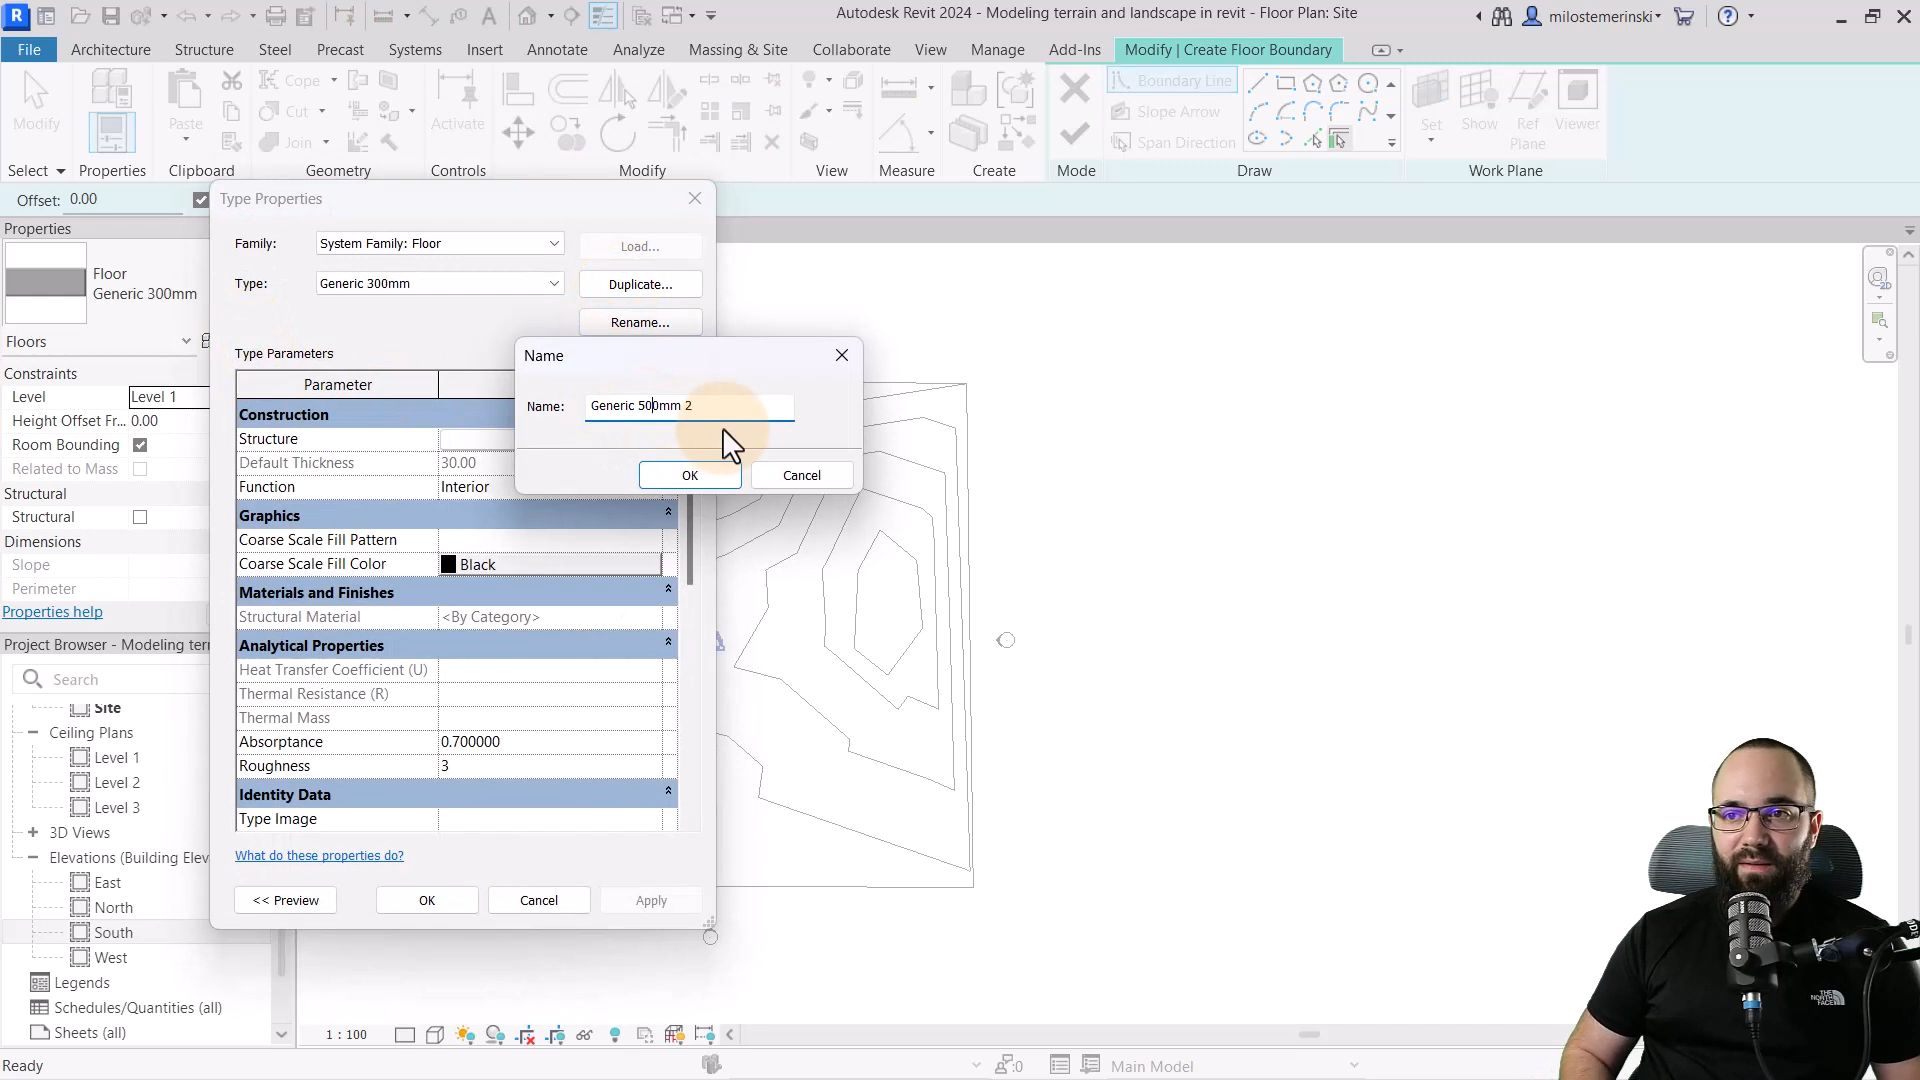 Autodesk Revit 2024 - Modeling terrain and landscape in revit - Floor Plan: Site
milostemerinski
File Architecture Structure Steel Precast Systems Insert Annotate Analyze Massing & Site Collaborate View Manage Add-Ins Modify | Create Floor Boundary
Modify
Paste
Cope
Cut
Join
Activate
Boundary Line
Slope Arrow
Span Direction
Set Show Ref Plane Viewer
Select Properties Clipboard Geometry Controls Modify View Measure Create Mode Draw Work Plane
Offset: 0.00
Properties
Floor
Generic 300mm
Floors
Constraints
Level Level 1
Height Offset Fr... 0.00
Room Bounding
Related to Mass
Structural
Structural
Dimensions
Slope
Perimeter
Properties help
Project Browser - Modeling terr
Search
Site
Ceiling Plans
Level 1
Level 2
Level 3
3D Views
Elevations (Building Elev
East
North
South
West
Legends
Schedules/Quantities (all)
Sheets (all)
Type Properties
Family: System Family: Floor Load...
Type: Generic 300mm Duplicate...
Rename...
Type Parameters
Parameter
Construction
Structure
Default Thickness 30.00
Function Interior
Graphics
Coarse Scale Fill Pattern
Coarse Scale Fill Color Black
Materials and Finishes
Structural Material <By Category>
Analytical Properties
Heat Transfer Coefficient (U)
Thermal Resistance (R)
Thermal Mass
Absorptance 0.700000
Roughness 3
Identity Data
Type Image
What do these properties do?
<< Preview OK Cancel Apply
Name
Name: Generic 500mm 2
OK Cancel
1 : 100
Ready
:0
Main Model
THE NORTH FACE